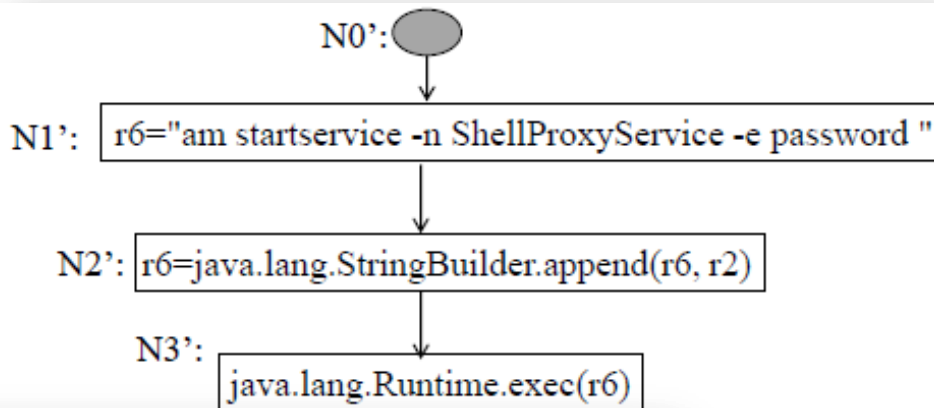 N0’:
N1’: r6="am startservice -n ShellProxyService -e password "
N2’: r6=java.lang.StringBuilder.append(r6, r2)
N3’:
java.lang.Runtime.exec(r6)